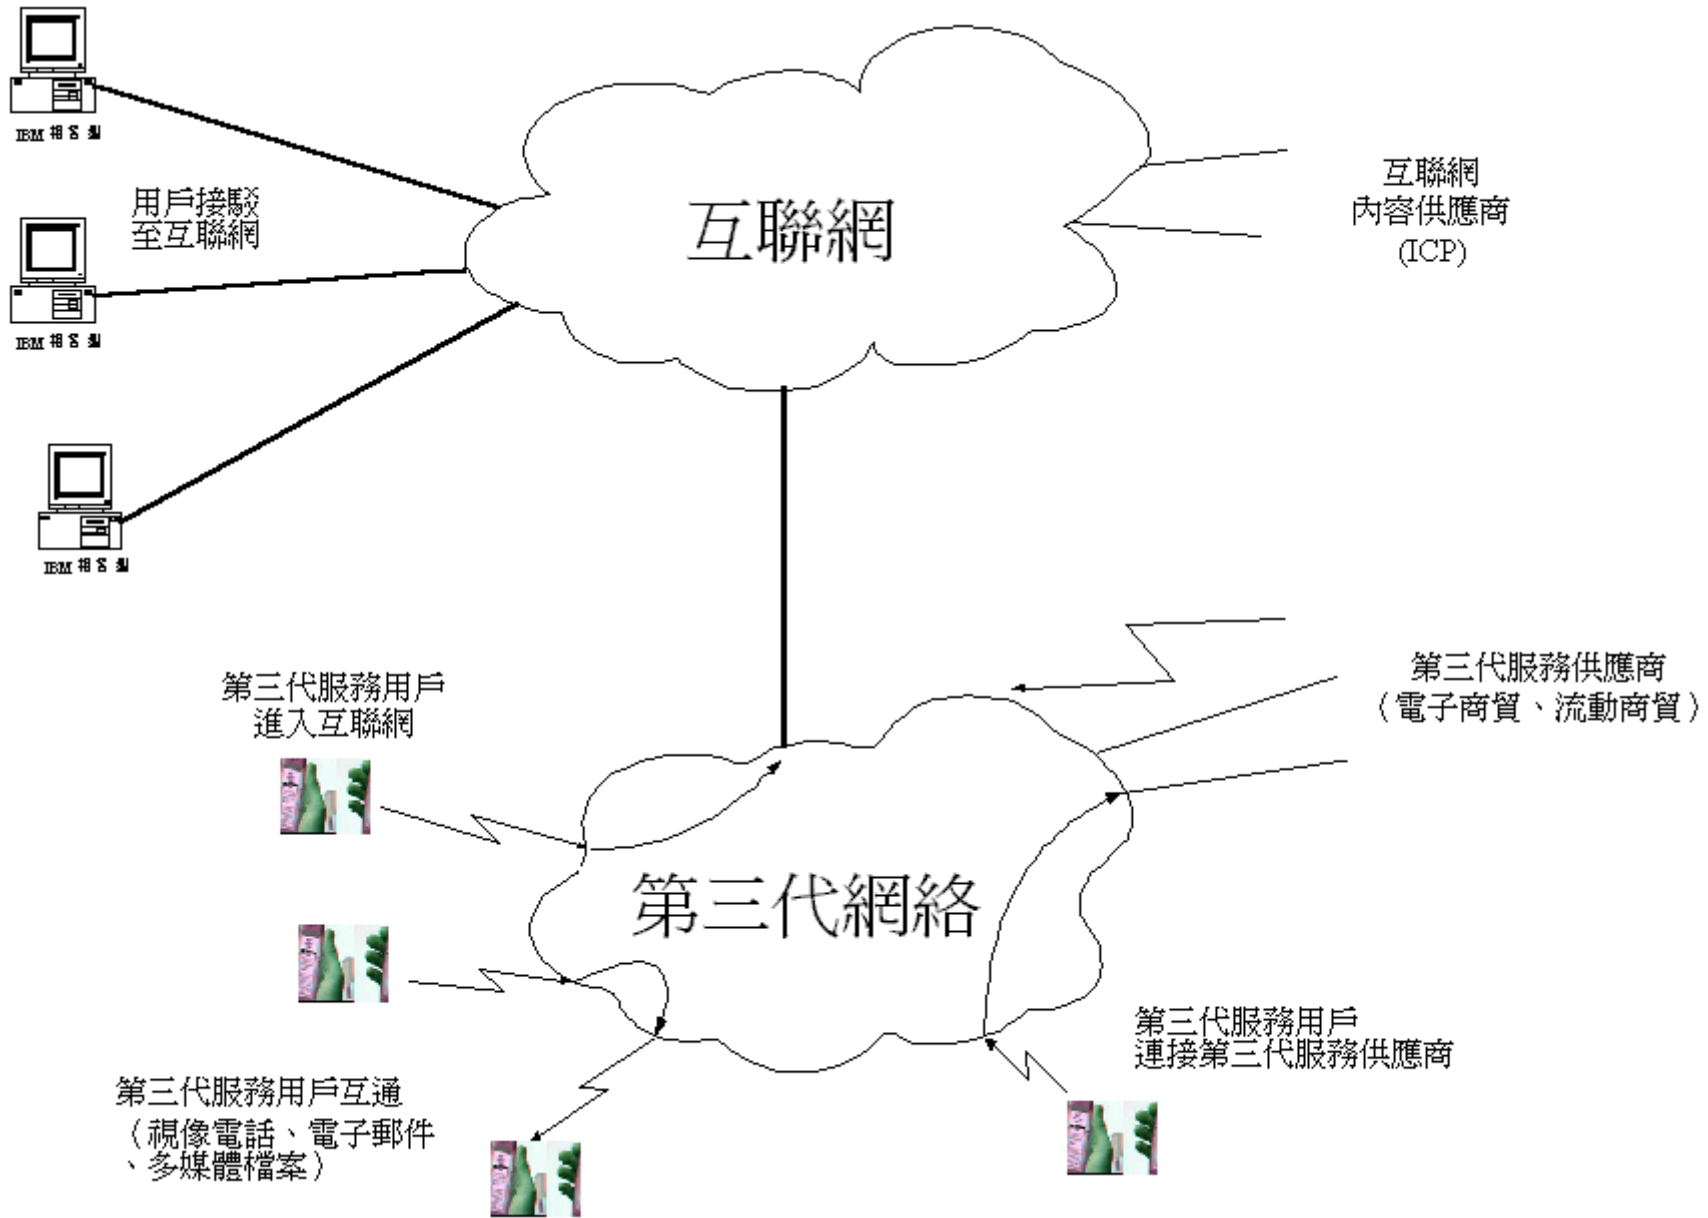 IBM 相容機
用戶接駁
至互聯網
IBM 相容機
IBM 相容機
互聯網
互聯網
內容供應商
(ICP)
第三代服務用戶
進入互聯網
第三代服務供應商
（電子商貿、流動商貿）
第三代網絡
第三代服務用戶
連接第三代服務供應商
第三代服務用戶互通
（視像電話、電子郵件
、多媒體檔案）